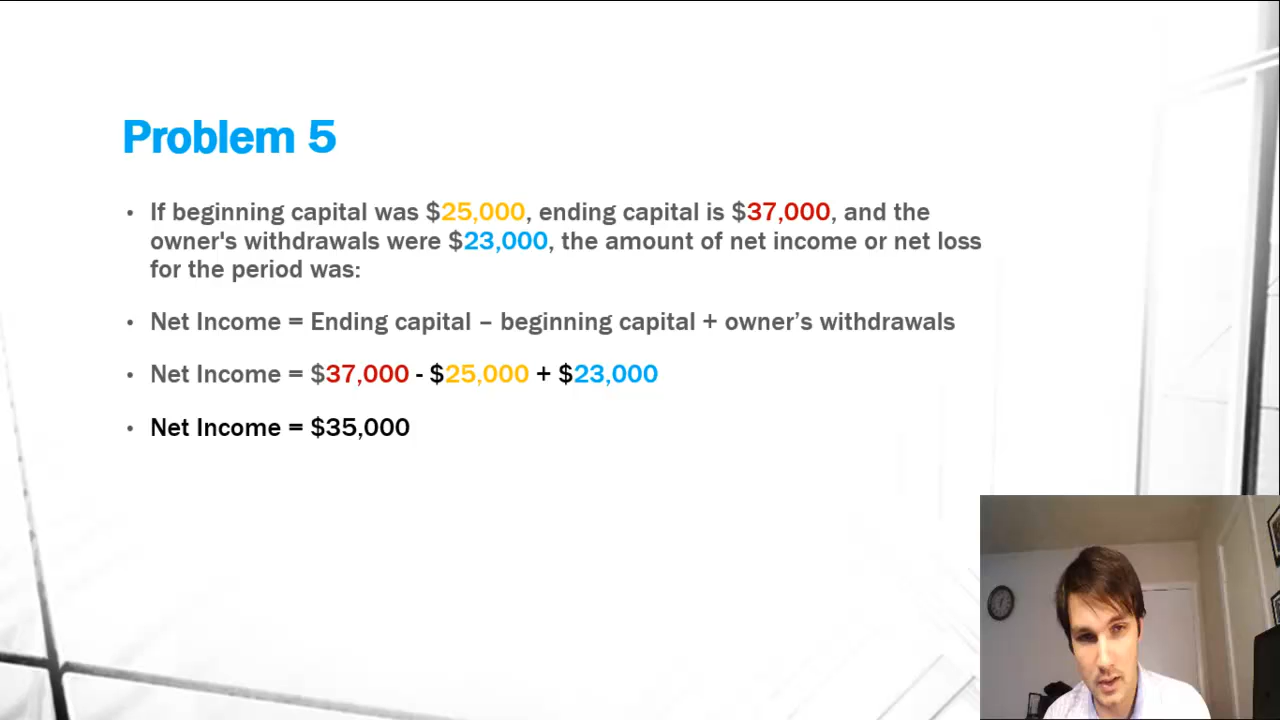 Problem 5
• If beginning capital was $25,000, ending capital is $37,000, and the
owner's withdrawals were $23,000, the amount of net income or net loss
for the period was:
• Net Income = Ending capital – beginning capital + owner’s withdrawals
• Net Income = $37,000 - $25,000 + $23,000
• Net Income = $35,000